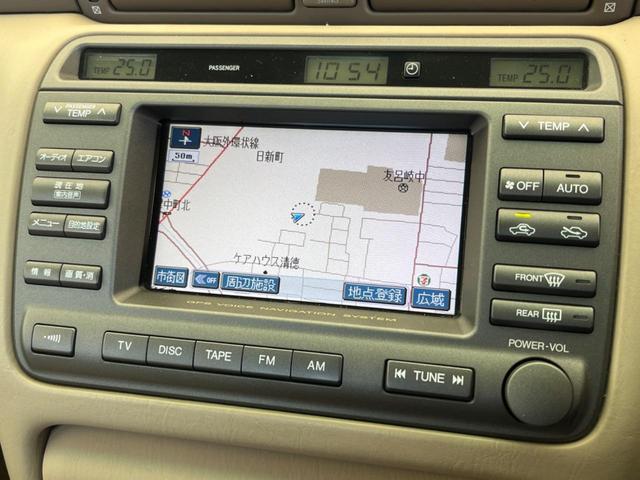 TEMP 25.0
PASSENGER
10:54
TEMP 25.0
PASSENGER
∨ TEMP ∧
オーディオ
エアコン
現在地
案内音声
メニュー
目的地設定
情報
画質・消
N
50m
大阪外環状線
日新町
友呂岐中
中町北
ケアハウス清徳
市街図
OFF
周辺施設
地点登録
広域
GPS VOICE NAVIGATION SYSTEM
∨ TEMP ∧
OFF
AUTO
FRONT
REAR
POWER-VOL
TV
DISC
TAPE
FM
AM
TUNE